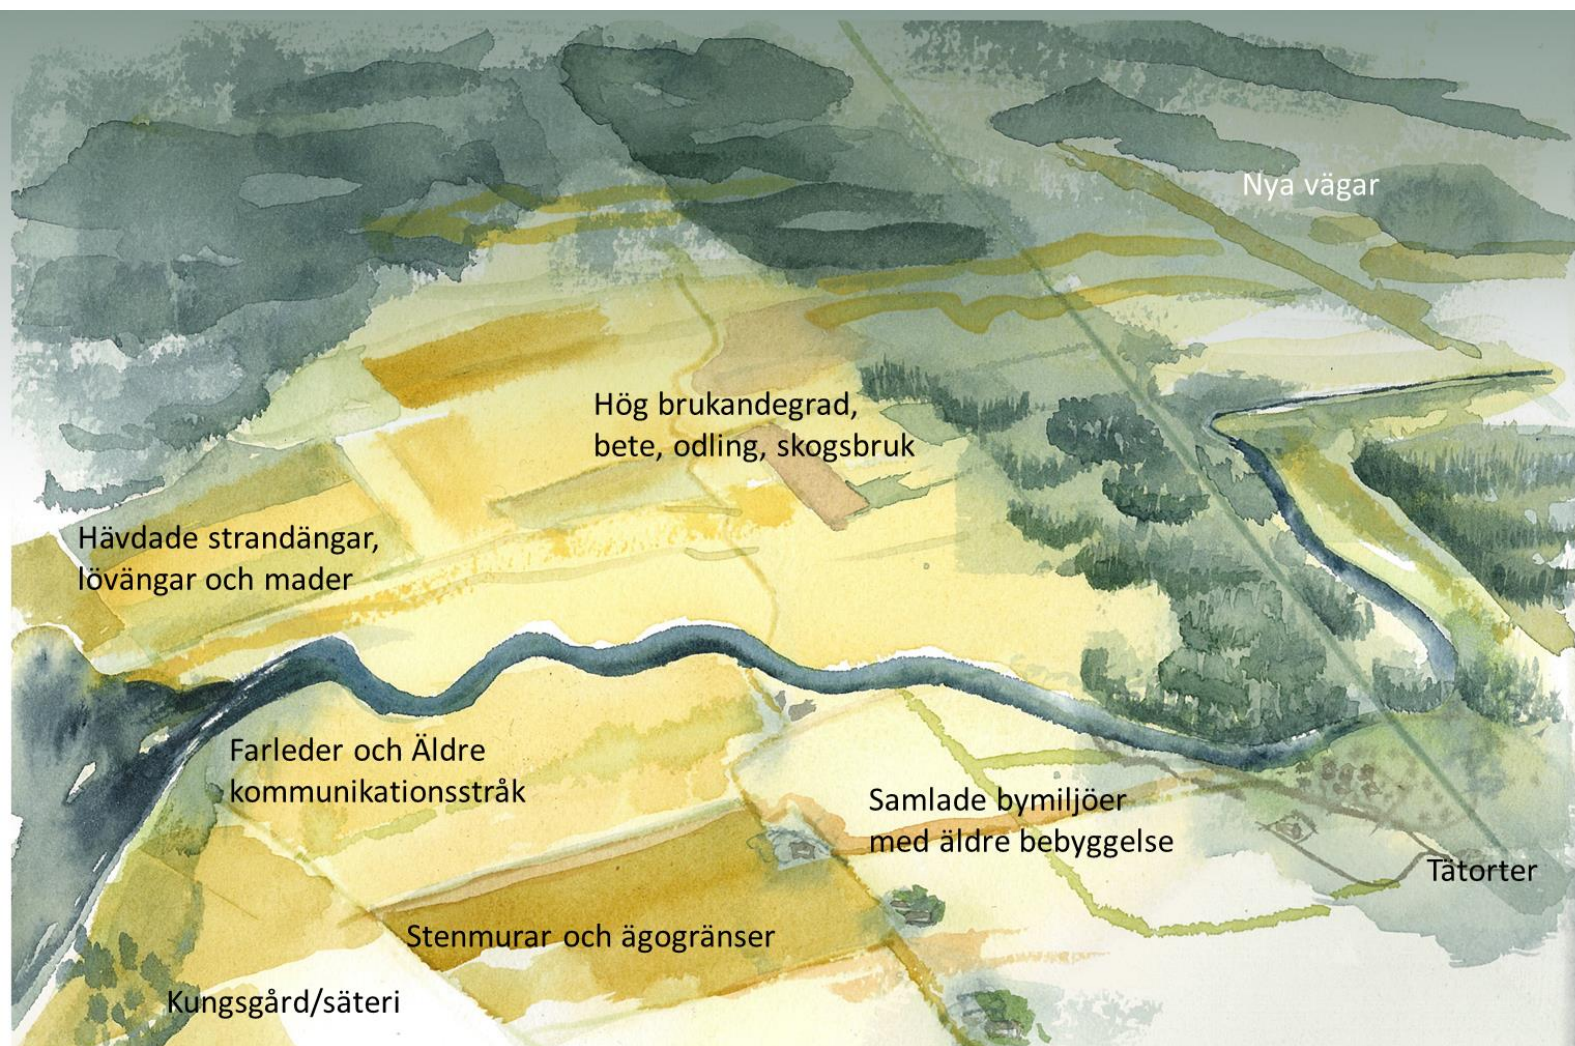 Nya vägar
Hög brukandegrad,
bete, odling, skogsbruk
Hävdade strandängar,
lövängar och mader
Farleder och Äldre
kommunikationsstråk
Samlade bymiljöer
med äldre bebyggelse
Tätorter
Stenmurar och ägogränser
Kungsgård/säteri